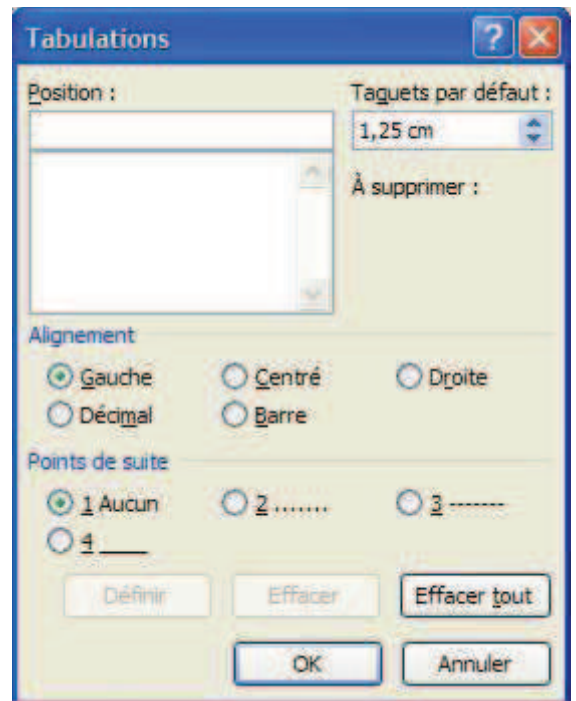 Tabulations
Position :
Taquets par défaut :
1,25 cm
À supprimer :
Alignement
Gauche
Centré
Droite
Décimal
Barre
Points de suite
1 Aucun
2 .......
3 -------
4 ____
Définir
Effacer
Effacer tout
OK
Annuler